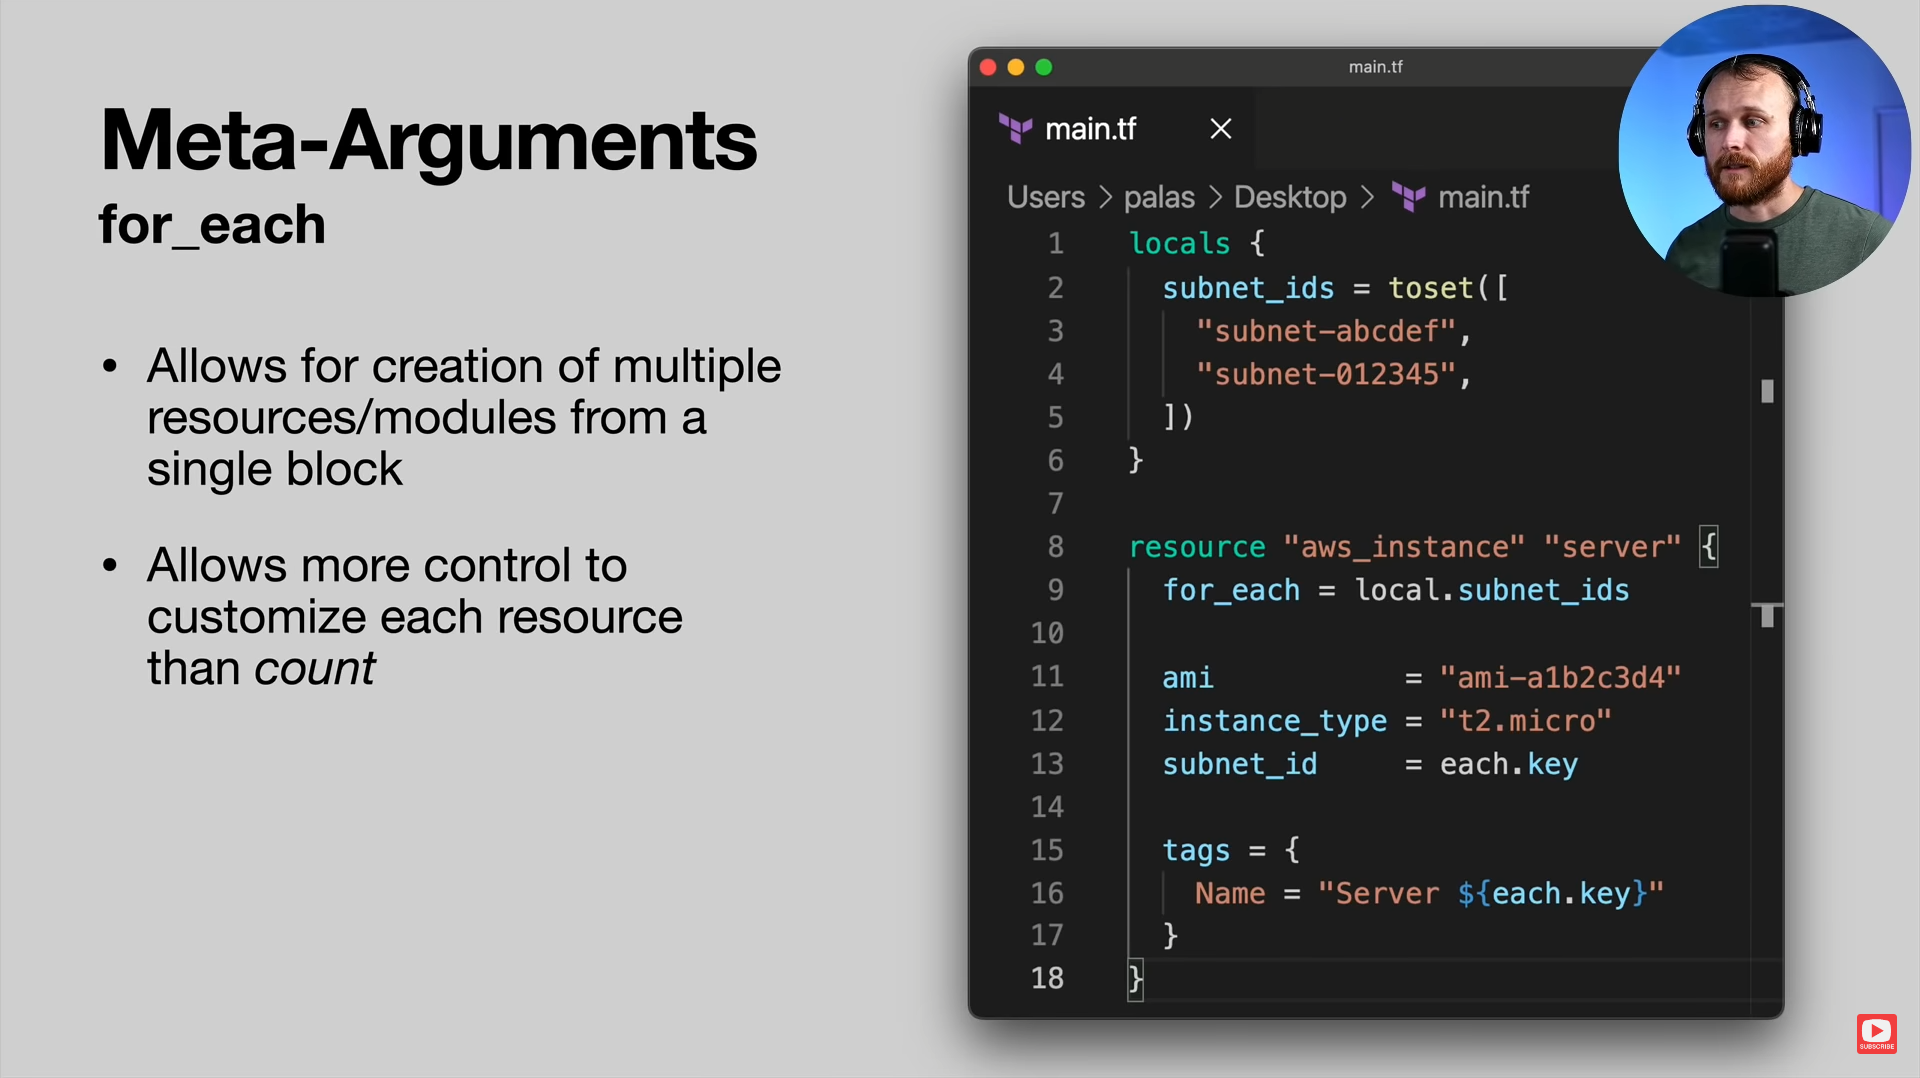 Meta-Arguments
for_each
• Allows for creation of multiple
resources/modules from a
single block
• Allows more control to
customize each resource
than count
main.tf
main.tf
Users > palas > Desktop > main.tf
1 locals {
2   subnet_ids = toset([
3     "subnet-abcdef",
4     "subnet-012345",
5   ])
6 }
7
8 resource "aws_instance" "server" {
9   for_each = local.subnet_ids
10
11   ami           = "ami-a1b2c3d4"
12   instance_type = "t2.micro"
13   subnet_id     = each.key
14
15   tags = {
16     Name = "Server ${each.key}"
17   }
18 }
SUBSCRIBE